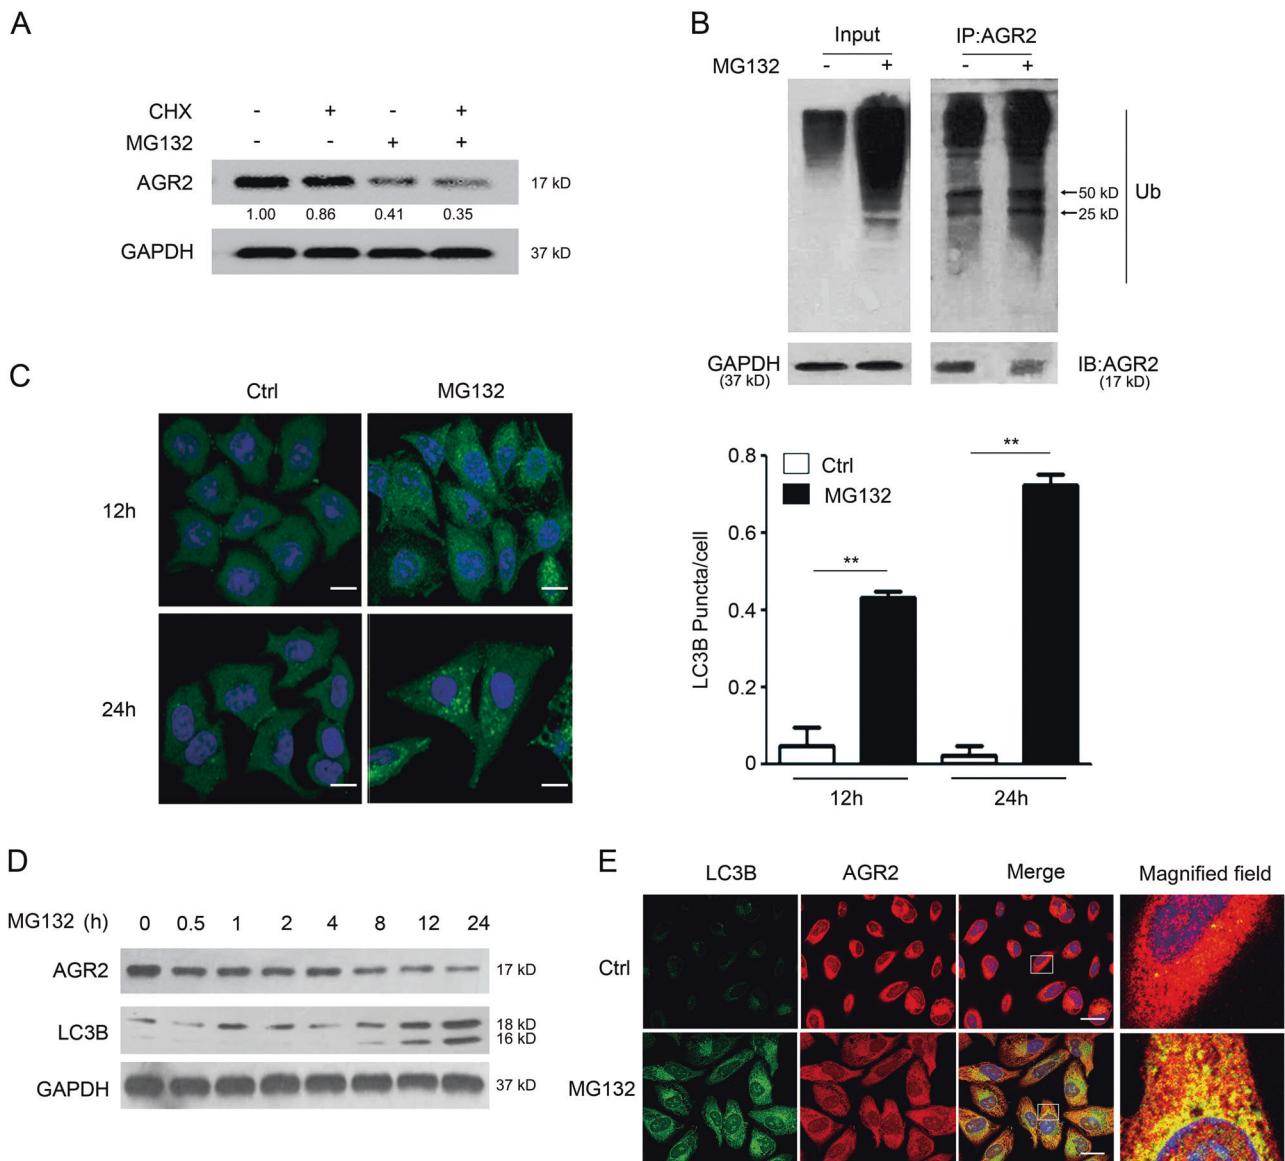 A
CHX - + - +
MG132 - - + +
AGR2 17 kD
1.00 0.86 0.41 0.35
GAPDH 37 kD
B
Input IP:AGR2
MG132 - + - +
50 kD
25 kD
Ub
GAPDH
(37 kD)
IB:AGR2
(17 kD)
C
Ctrl MG132
12h
24h
0.8
0.6
0.4
0.2
0
LC3B Puncta/cell
Ctrl
MG132
**
**
12h 24h
D
MG132 (h) 0 0.5 1 2 4 8 12 24
AGR2 17 kD
LC3B 18 kD
16 kD
GAPDH 37 kD
E
LC3B AGR2 Merge Magnified field
Ctrl
MG132